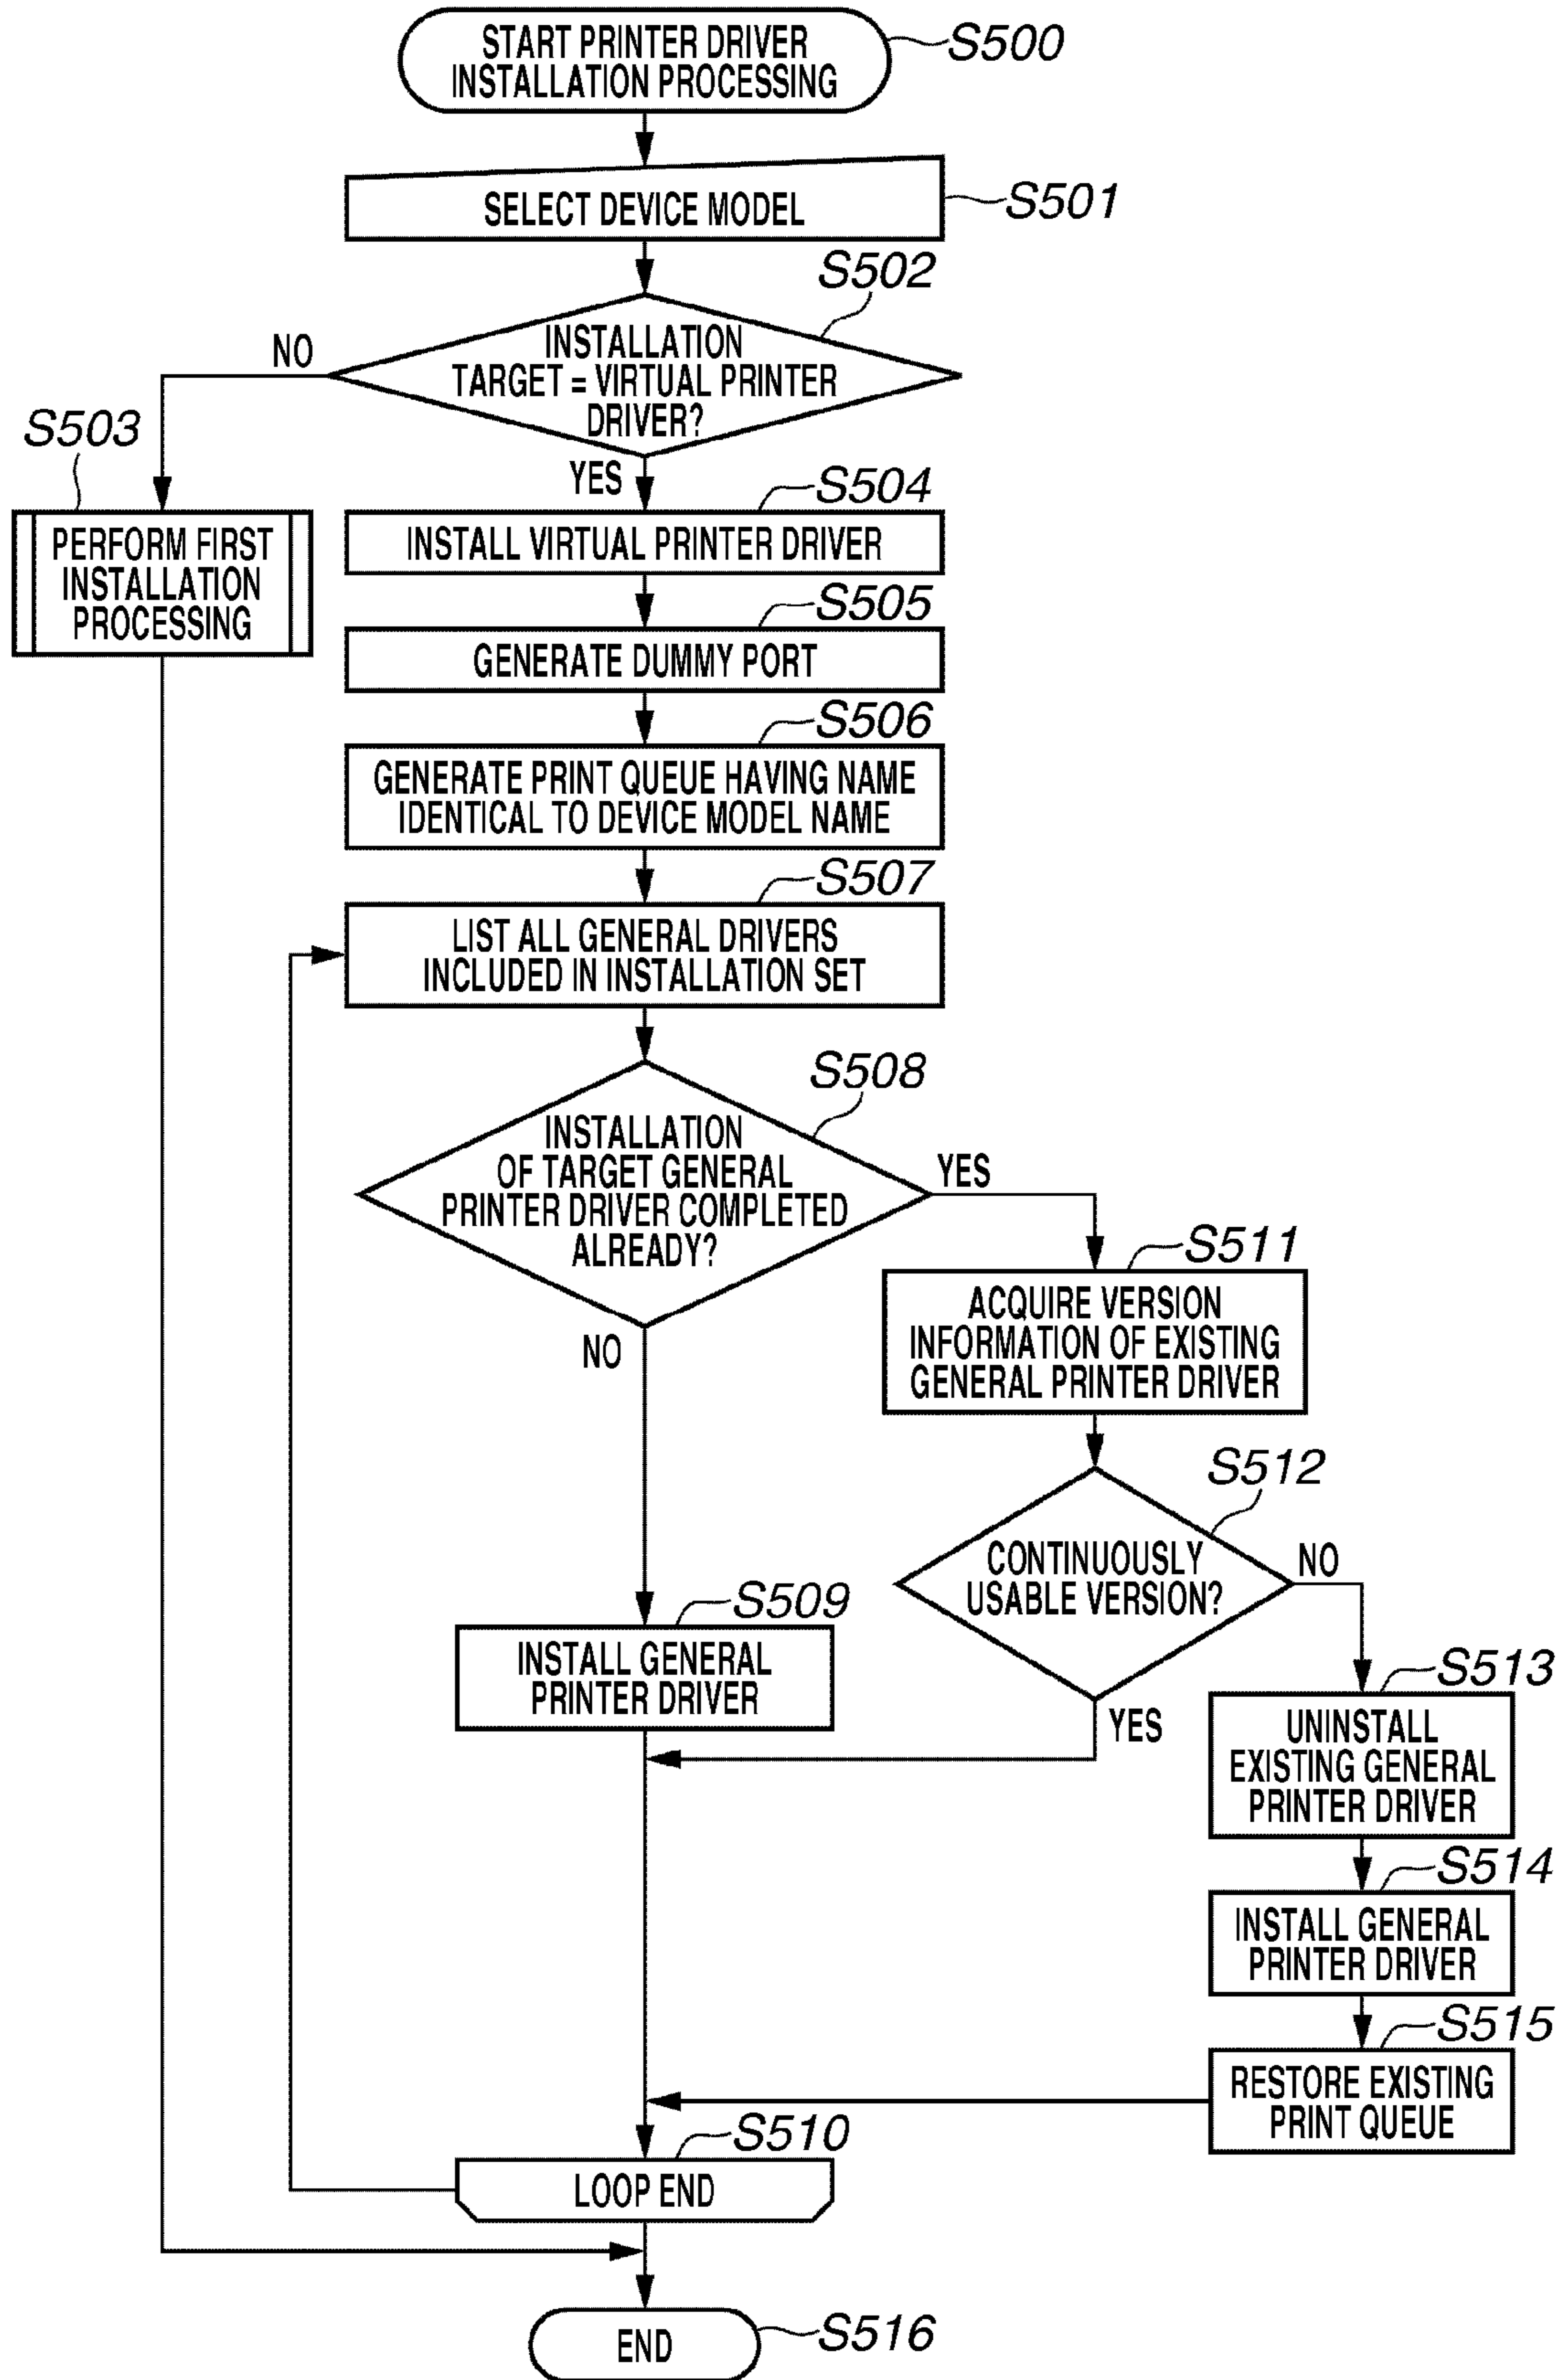 START PRINTER DRIVER
INSTALLATION PROCESSING
S500
SELECT DEVICE MODEL
S501
S502
INSTALLATION
TARGET = VIRTUAL PRINTER
DRIVER?
NO
YES
S503
PERFORM FIRST
INSTALLATION
PROCESSING
S504
INSTALL VIRTUAL PRINTER DRIVER
S505
GENERATE DUMMY PORT
S506
GENERATE PRINT QUEUE HAVING NAME
IDENTICAL TO DEVICE MODEL NAME
S507
LIST ALL GENERAL DRIVERS
INCLUDED IN INSTALLATION SET
S508
INSTALLATION
OF TARGET GENERAL
PRINTER DRIVER COMPLETED
ALREADY?
YES
NO
S511
ACQUIRE VERSION
INFORMATION OF EXISTING
GENERAL PRINTER DRIVER
S512
CONTINUOUSLY
USABLE VERSION?
NO
YES
S509
INSTALL GENERAL
PRINTER DRIVER
S513
UNINSTALL
EXISTING GENERAL
PRINTER DRIVER
S514
INSTALL GENERAL
PRINTER DRIVER
S515
RESTORE EXISTING
PRINT QUEUE
S510
LOOP END
END
S516